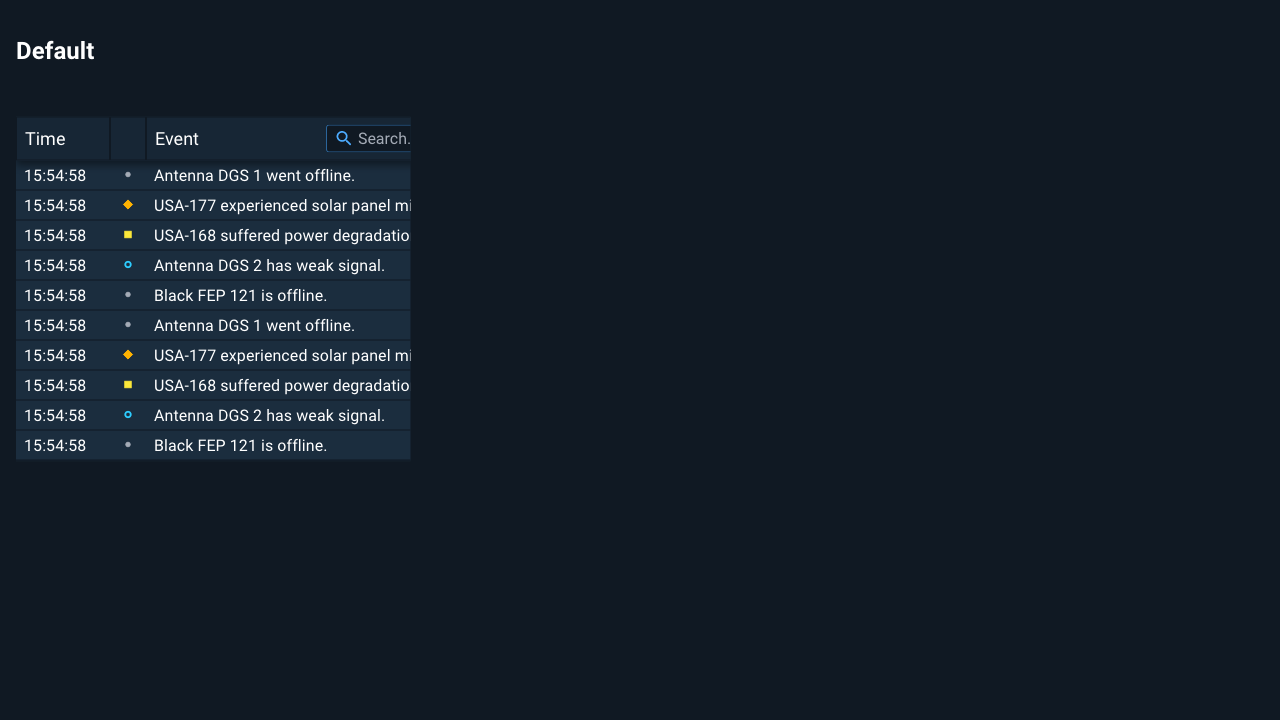 Default
Time Event Search.
15:54:58 Antenna DGS 1 went offline.
15:54:58 USA-177 experienced solar panel mi
15:54:58 USA-168 suffered power degradatio
15:54:58 Antenna DGS 2 has weak signal.
15:54:58 Black FEP 121 is offline.
15:54:58 Antenna DGS 1 went offline.
15:54:58 USA-177 experienced solar panel mi
15:54:58 USA-168 suffered power degradatio
15:54:58 Antenna DGS 2 has weak signal.
15:54:58 Black FEP 121 is offline.